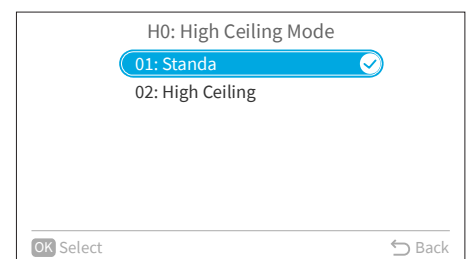 H0: High Ceiling Mode
01: Standa
02: High Ceiling
OK Select
Back